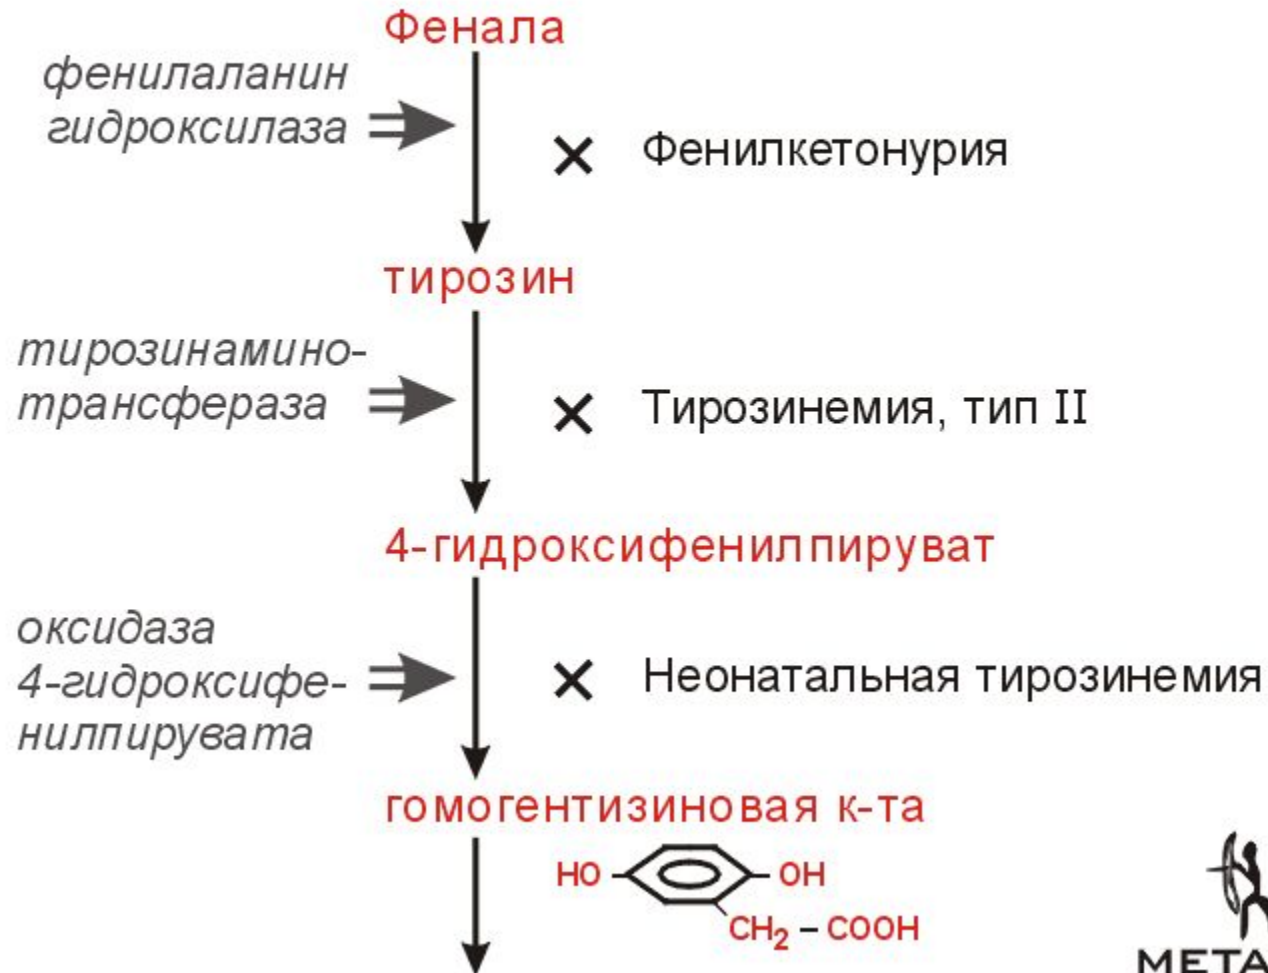 Фенала
фенилаланин
гидроксилаза
Фенилкетонурия
тирозин
тирозинамино-
трансфераза
Тирозинемия, тип II
4-гидроксифенилпируват
оксидаза
4-гидроксифе-
нилпирувата
Неонатальная тирозинемия
гомогентизиновая к-та
HO
OH
CH₂ – COOH
META